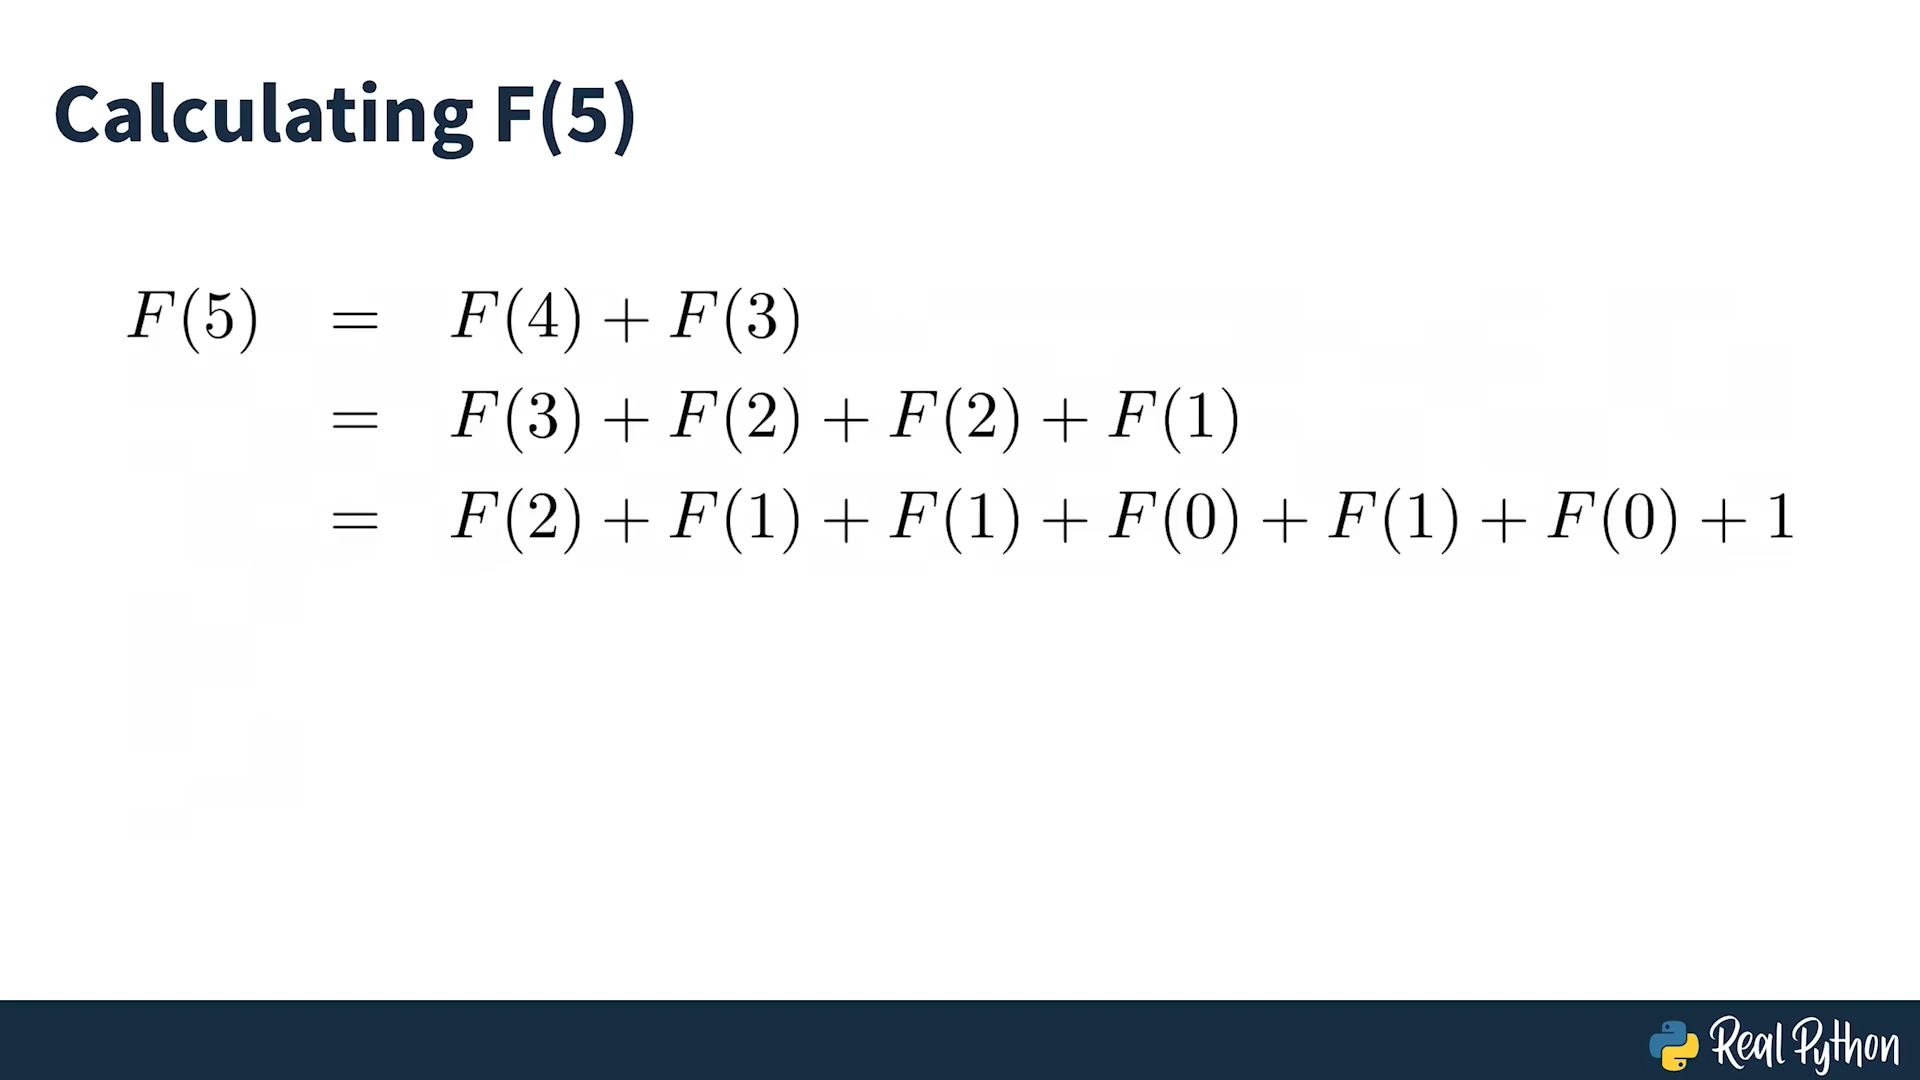 Calculating F(5)
F(5) = F(4) + F(3)
= F(3) + F(2) + F(2) + F(1)
= F(2) + F(1) + F(1) + F(0) + F(1) + F(0) + 1
Real Python